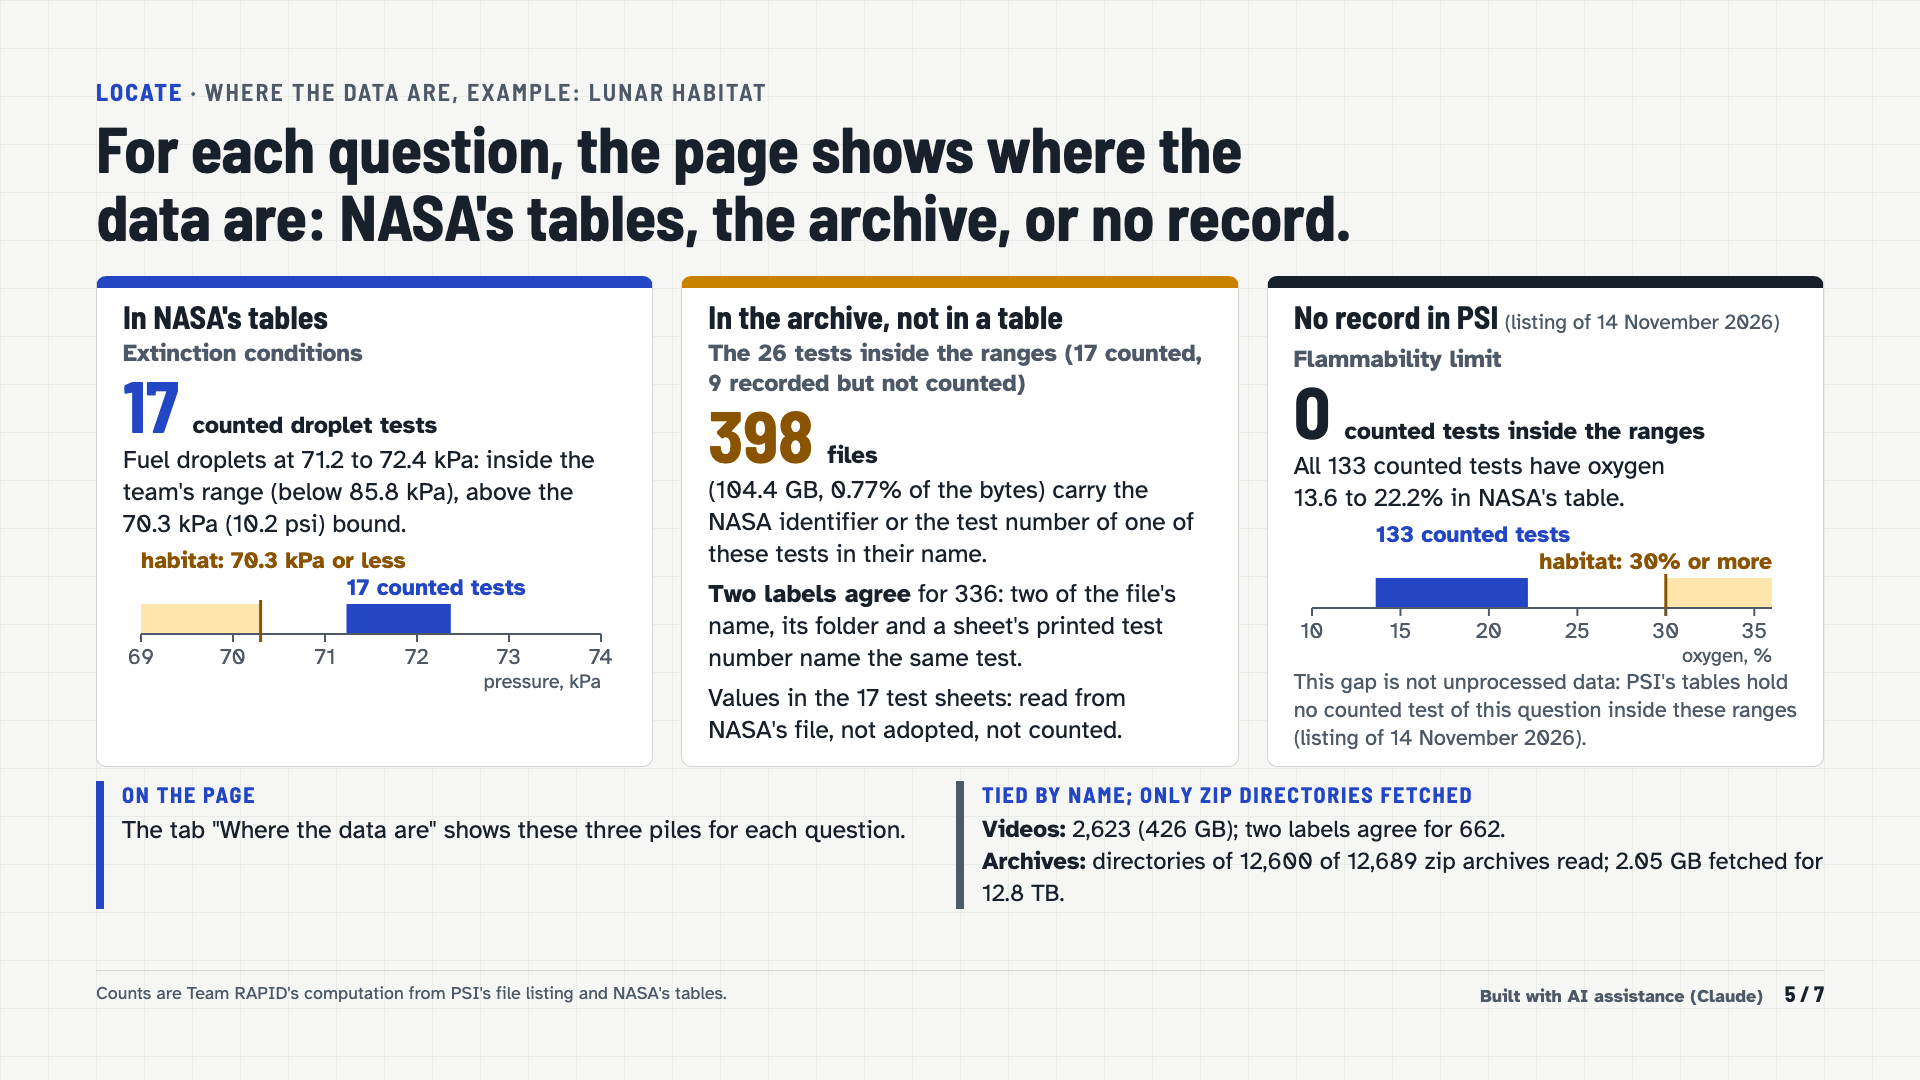 LOCATE · WHERE THE DATA ARE, EXAMPLE: LUNAR HABITAT
For each question, the page shows where the
data are: NASA's tables, the archive, or no record.
In NASA's tables
Extinction conditions
17 counted droplet tests
Fuel droplets at 71.2 to 72.4 kPa: inside the
team's range (below 85.8 kPa), above the
70.3 kPa (10.2 psi) bound.
habitat: 70.3 kPa or less
17 counted tests
69 70 71 72 73 74
pressure, kPa
In the archive, not in a table
The 26 tests inside the ranges (17 counted,
9 recorded but not counted)
398 files
(104.4 GB, 0.77% of the bytes) carry the
NASA identifier or the test number of one of
these tests in their name.
Two labels agree for 336: two of the file's
name, its folder and a sheet's printed test
number name the same test.
Values in the 17 test sheets: read from
NASA's file, not adopted, not counted.
No record in PSI (listing of 14 November 2026)
Flammability limit
0 counted tests inside the ranges
All 133 counted tests have oxygen
13.6 to 22.2% in NASA's table.
133 counted tests
habitat: 30% or more
10 15 20 25 30 35
oxygen, %
This gap is not unprocessed data: PSI's tables hold
no counted test of this question inside these ranges
(listing of 14 November 2026).
ON THE PAGE
The tab "Where the data are" shows these three piles for each question.
TIED BY NAME; ONLY ZIP DIRECTORIES FETCHED
Videos: 2,623 (426 GB); two labels agree for 662.
Archives: directories of 12,600 of 12,689 zip archives read; 2.05 GB fetched for
12.8 TB.
Counts are Team RAPID's computation from PSI's file listing and NASA's tables.
Built with AI assistance (Claude) 5 / 7